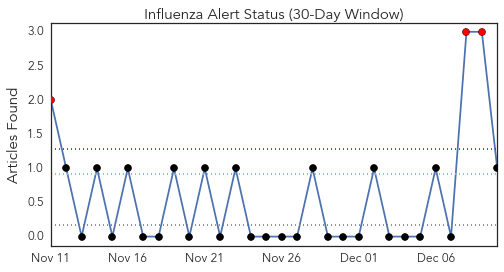 Influenza Alert Status (30-Day Window)
Articles Found
3.0
2.5
2.0
1.5
1.0
0.5
0.0
Nov 11 Nov 16 Nov 21 Nov 26 Dec 01 Dec 06